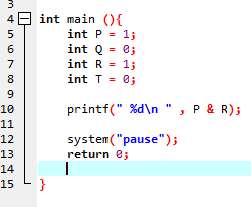 3
4 int main (){
5 int P = 1;
6 int Q = 0;
7 int R = 1;
8 int T = 0;
9
10 printf(" %d\n " , P & R);
11
12 system("pause");
13 return 0;
14
15 }